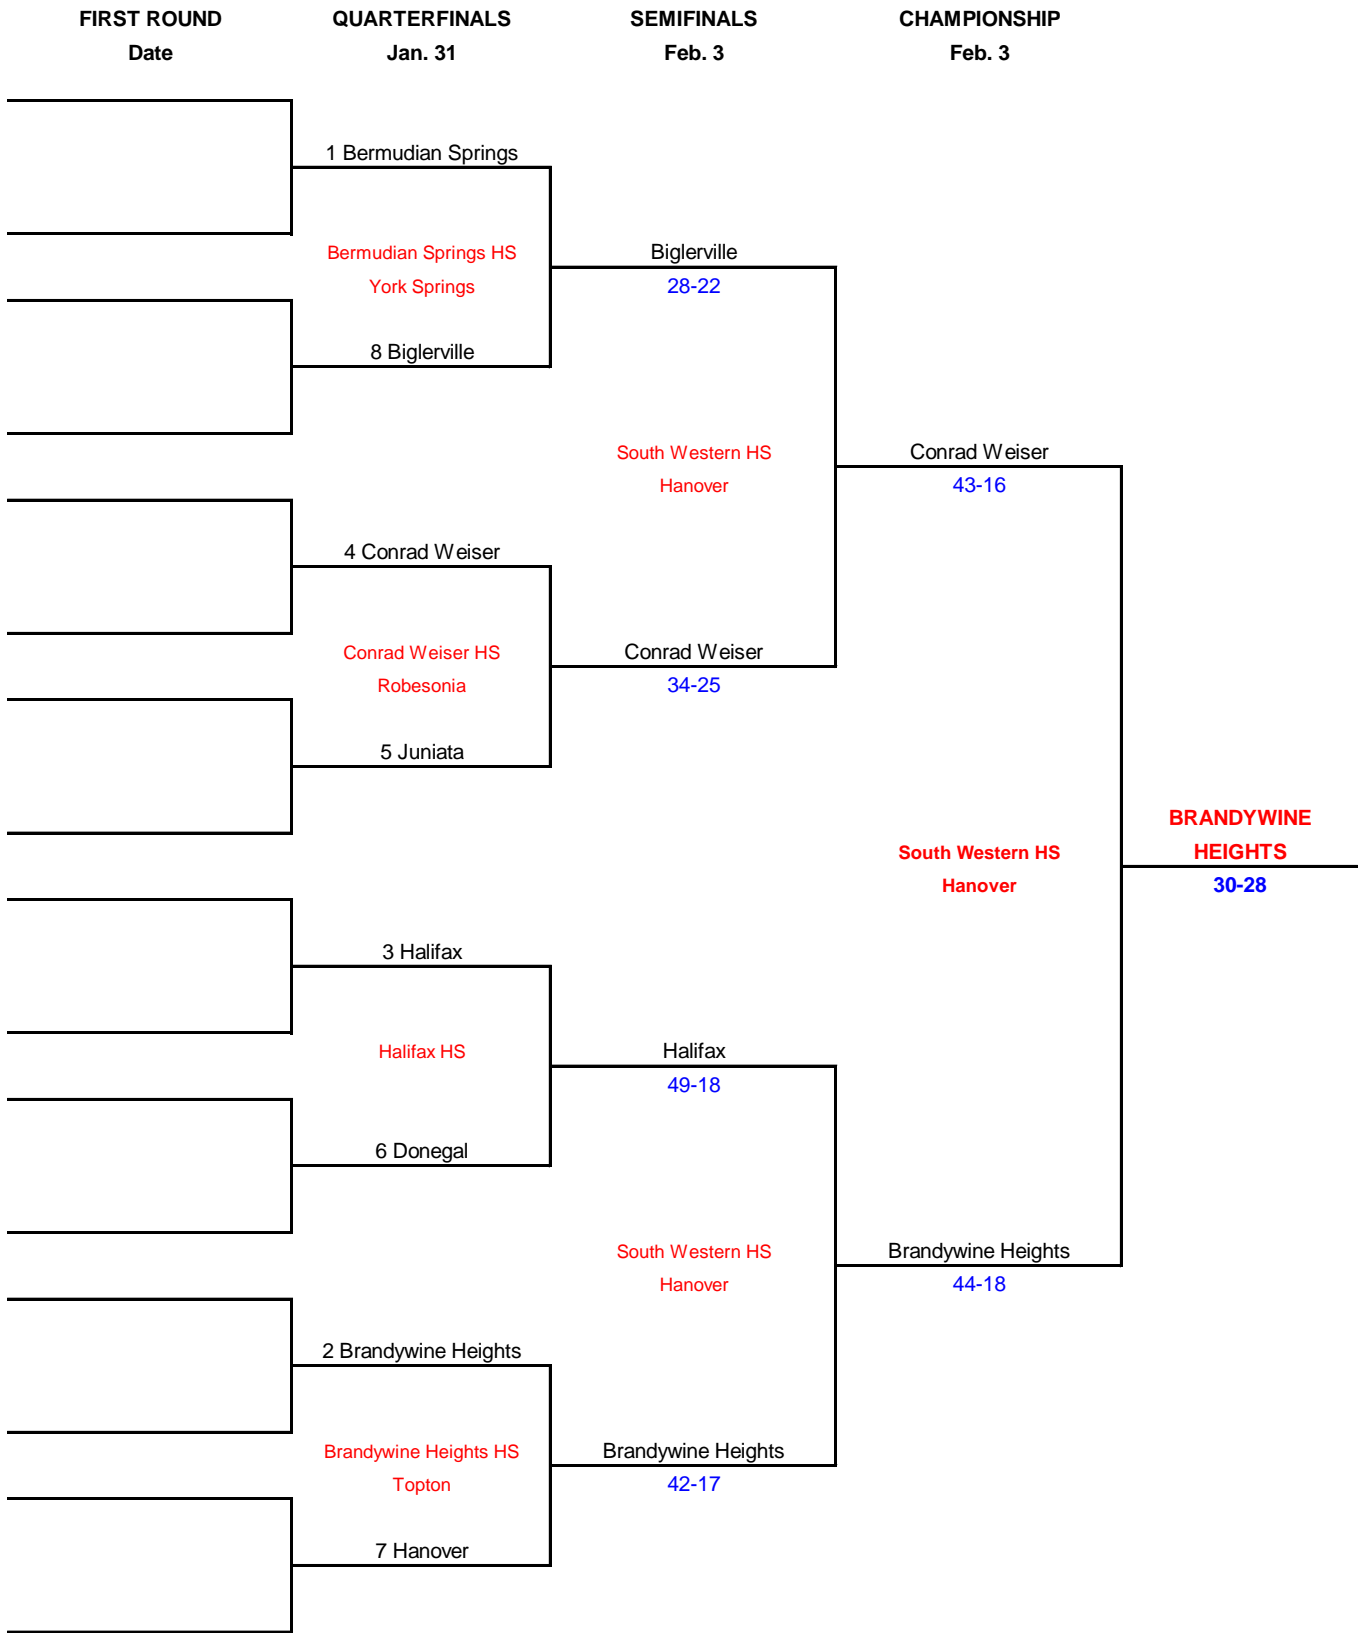 FIRST ROUND
QUARTERFINALS
SEMIFINALS
CHAMPIONSHIP
Date
Jan. 31
Feb. 3
Feb. 3
1 Bermudian Springs
Bermudian Springs HS
York Springs
Biglerville
28-22
8 Biglerville
South Western HS
Hanover
Conrad Weiser
43-16
4 Conrad Weiser
Conrad Weiser HS
Robesonia
Conrad Weiser
34-25
5 Juniata
South Western HS
Hanover
BRANDYWINE
HEIGHTS
30-28
3 Halifax
Halifax HS
Halifax
49-18
6 Donegal
South Western HS
Hanover
Brandywine Heights
44-18
2 Brandywine Heights
Brandywine Heights HS
Topton
Brandywine Heights
42-17
7 Hanover